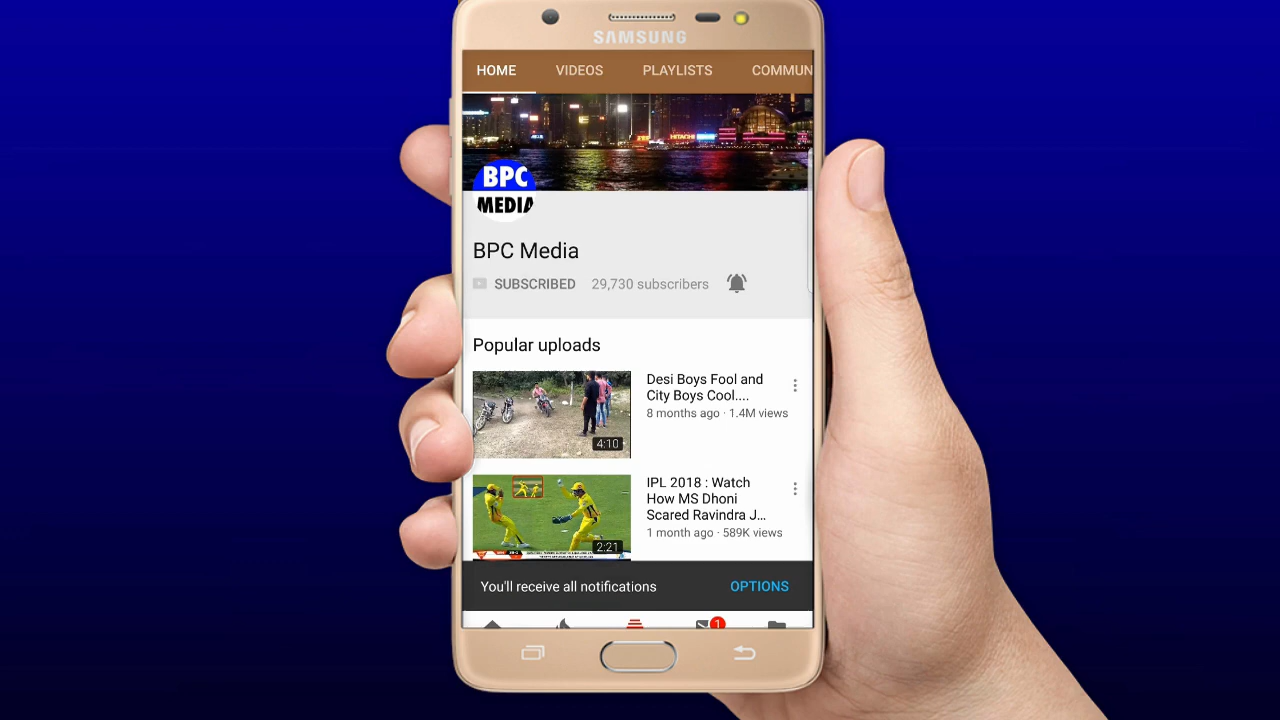 SAMSUNG
HOME VIDEOS PLAYLISTS COMMUN
HITACHI
BPC
MEDIA
BPC Media
SUBSCRIBED 29,730 subscribers
Popular uploads
Desi Boys Fool and
City Boys Cool....
8 months ago · 1.4M views
4:10
IPL 2018 : Watch
How MS Dhoni
Scared Ravindra J...
1 month ago · 589K views
2:21
You'll receive all notifications OPTIONS
1